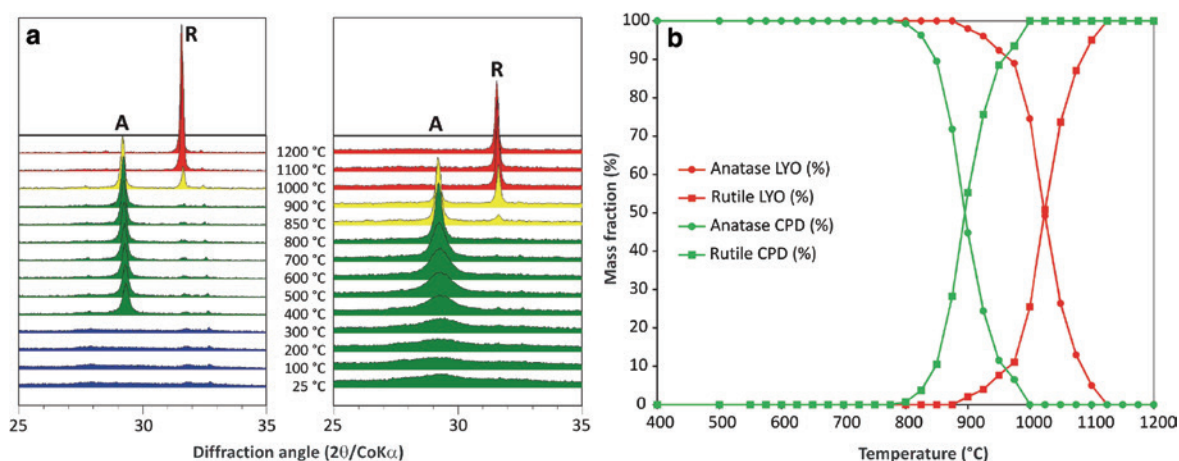 a
R
A
R
A
1200 °C
1100 °C
1000 °C
900 °C
850 °C
800 °C
700 °C
600 °C
500 °C
400 °C
300 °C
200 °C
100 °C
25 °C
25 30 35
25 30 35
Diffraction angle (2θ/CoKα)
b
100
90
80
70
60
50
40
30
20
10
0
Mass fraction (%)
Anatase LYO (%)
Rutile LYO (%)
Anatase CPD (%)
Rutile CPD (%)
400 500 600 700 800 900 1000 1100 1200
Temperature (°C)